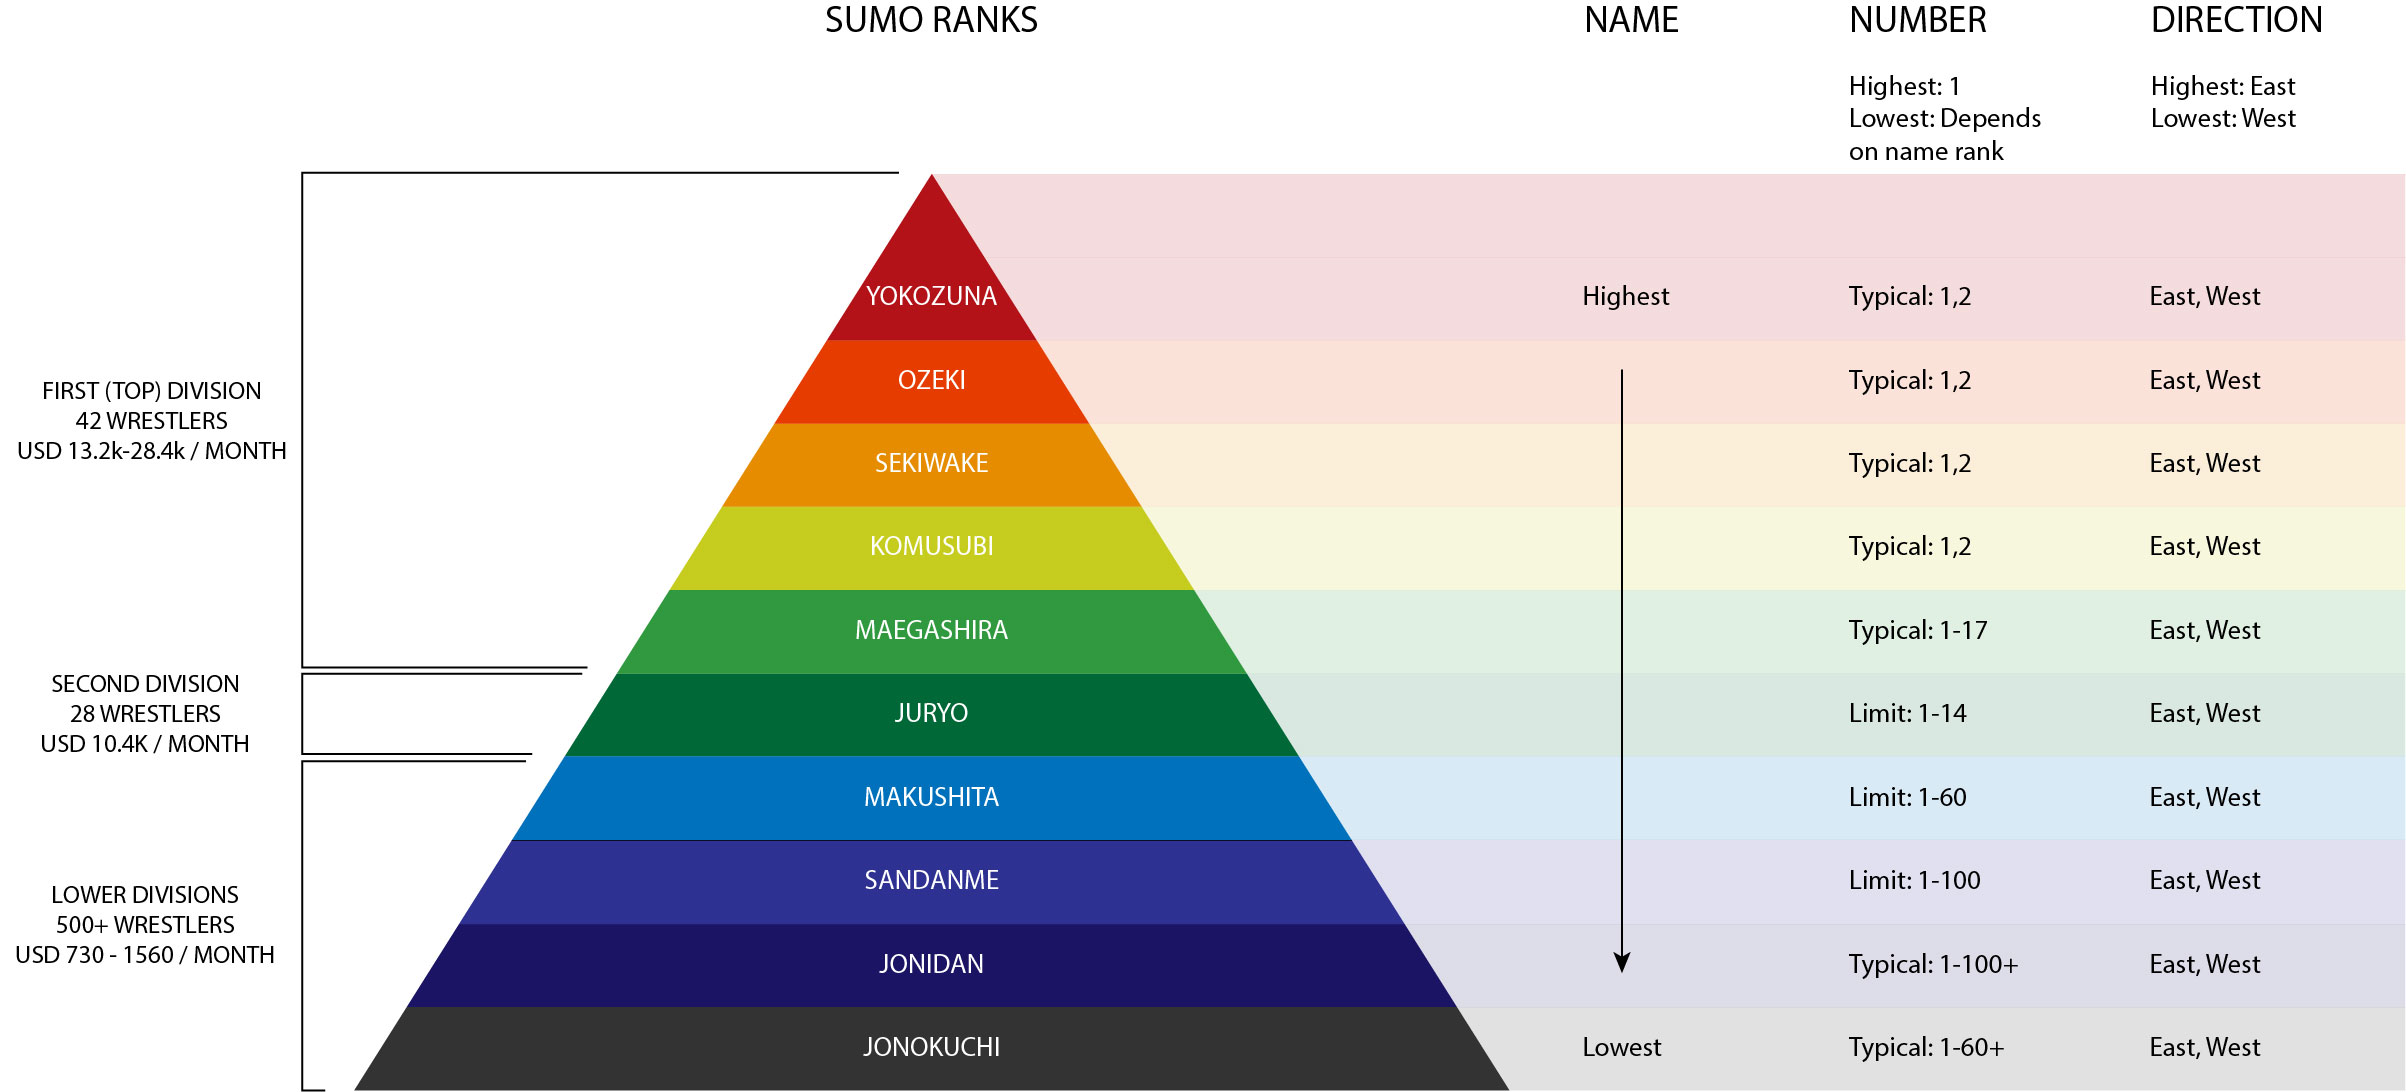 SUMO RANKS
NAME
NUMBER
DIRECTION
Highest: 1
Lowest: Depends
on name rank
Highest: East
Lowest: West
FIRST (TOP) DIVISION
42 WRESTLERS
USD 13.2k-28.4k / MONTH
SECOND DIVISION
28 WRESTLERS
USD 10.4K / MONTH
LOWER DIVISIONS
500+ WRESTLERS
USD 730 - 1560 / MONTH
YOKOZUNA
Highest
Typical: 1,2
East, West
OZEKI
Typical: 1,2
East, West
SEKIWAKE
Typical: 1,2
East, West
KOMUSUBI
Typical: 1,2
East, West
MAEGASHIRA
Typical: 1-17
East, West
JURYO
Limit: 1-14
East, West
MAKUSHITA
Limit: 1-60
East, West
SANDANME
Limit: 1-100
East, West
JONIDAN
Typical: 1-100+
East, West
JONOKUCHI
Lowest
Typical: 1-60+
East, West